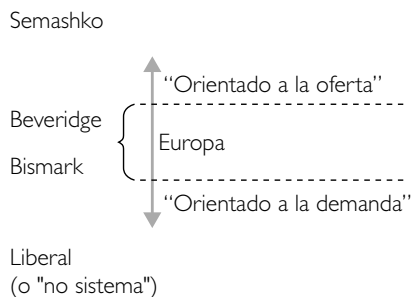 Semashko
“Orientado a la oferta”
Beveridge
Europa
Bismark
“Orientado a la demanda”
Liberal
(o "no sistema")